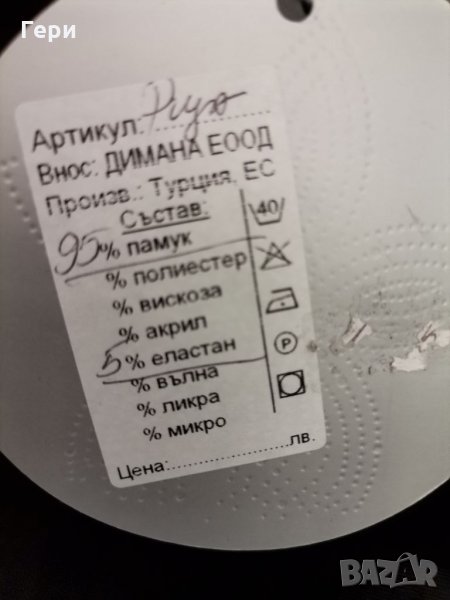 Гери
Артикул: Рızо
Внос: ДИМАНА ЕООД
Произв.: Турция, ЕС
Състав:
95% памук
% полиестер
% вискоза
% акрил
5% еластан
% вълна
% ликра
% микро
Цена:..................лв.
40
P
BAZAR